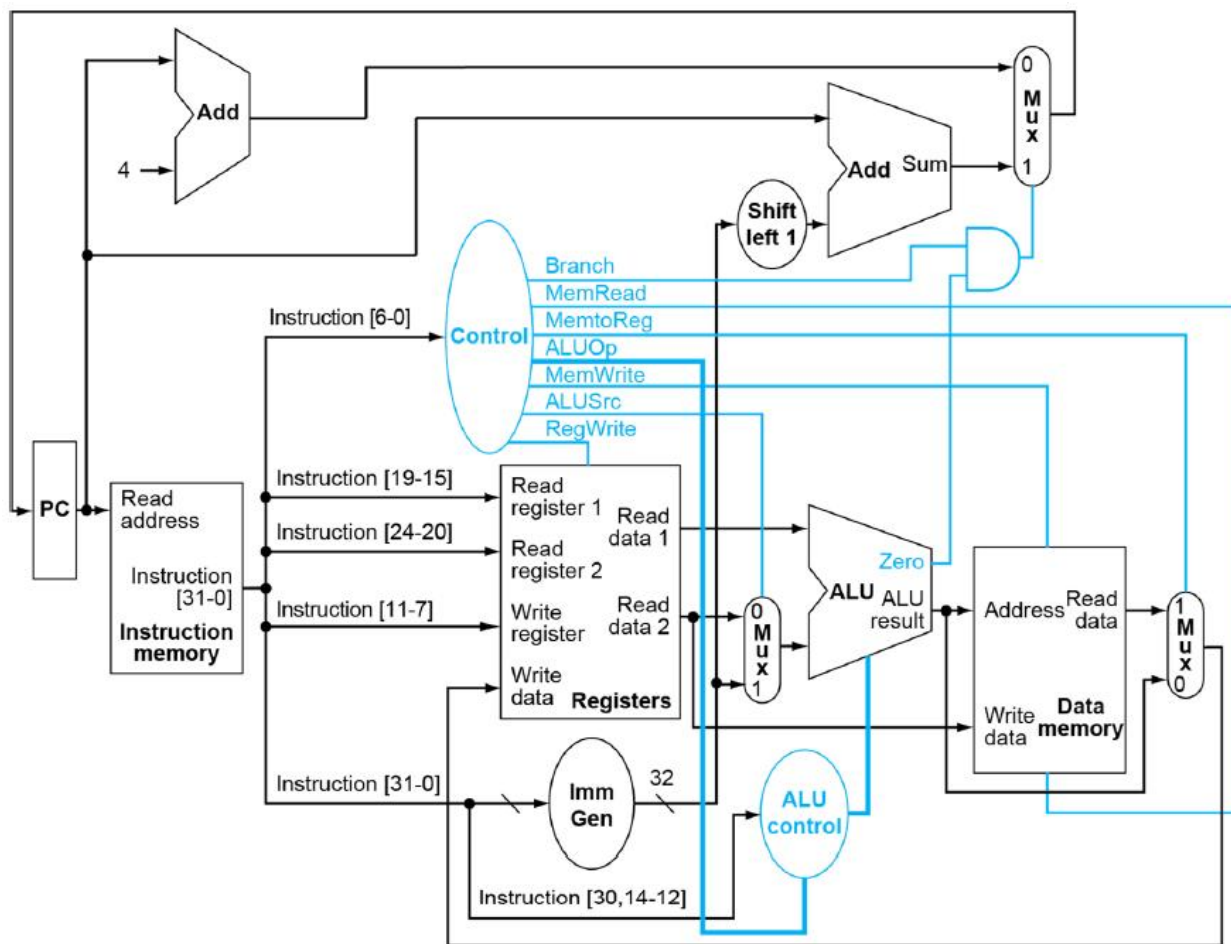 Add
4
0
Mux
1
Add Sum
Shift
left 1
Branch
MemRead
MemtoReg
ALUOp
MemWrite
ALUSrc
RegWrite
Control
Instruction [6-0]
PC
Read
address
Instruction
[31-0]
Instruction
memory
Instruction [19-15]
Instruction [24-20]
Instruction [11-7]
Instruction [31-0]
Read
register 1
Read
register 2
Write
register
Write
data
Read
data 1
Read
data 2
Registers
0
Mux
1
Zero
ALU
ALU
result
Address
Read
data
Write
data
Data
memory
1
Mux
0
Imm
Gen
32
ALU
control
Instruction [30,14-12]